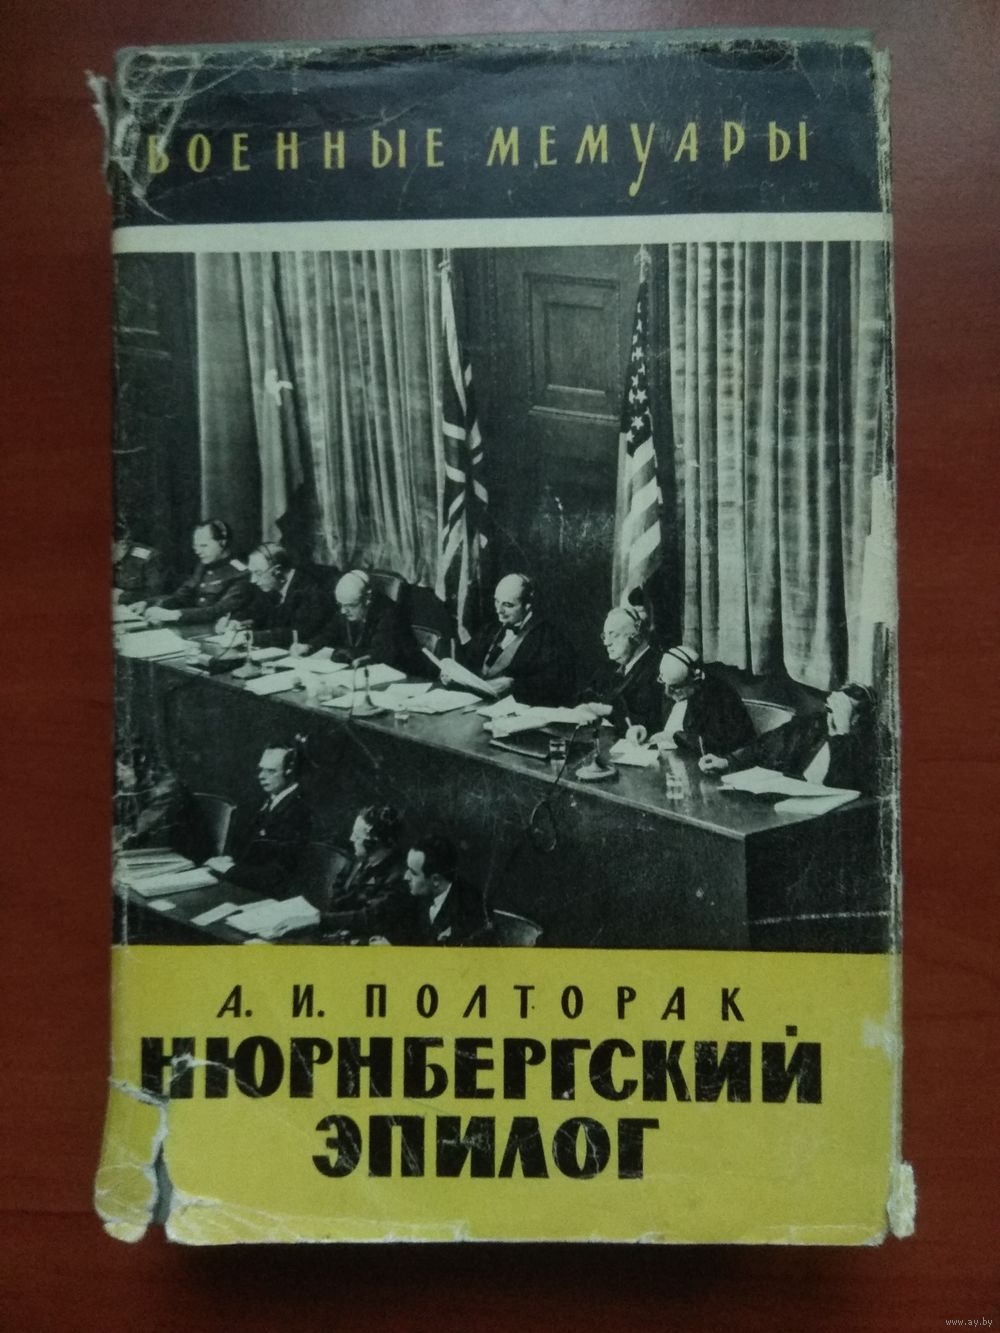 ВОЕННЫЕ МЕМУАРЫ
А. И. ПОЛТОРАК
НЮРНБЕРГСКИЙ
ЭПИЛОГ
www.ay.by